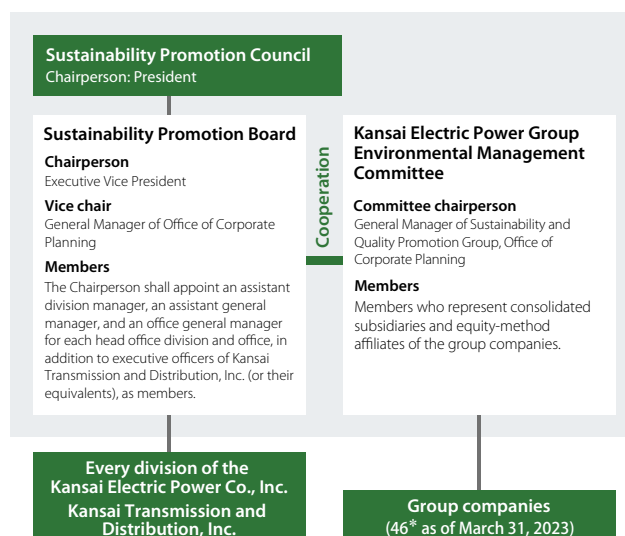 Sustainability Promotion Council
Chairperson: President
Sustainability Promotion Board
Chairperson
Executive Vice President
Vice chair
General Manager of Office of Corporate
Planning
Members
The Chairperson shall appoint an assistant
division manager, an assistant general
manager, and an office general manager
for each head office division and office, in
addition to executive officers of Kansai
Transmission and Distribution, Inc. (or their
equivalents), as members.
Cooperation
Kansai Electric Power Group
Environmental Management
Committee
Committee chairperson
General Manager of Sustainability and
Quality Promotion Group, Office of
Corporate Planning
Members
Members who represent consolidated
subsidiaries and equity-method
affiliates of the group companies.
Every division of the
Kansai Electric Power Co., Inc.
Kansai Transmission and
Distribution, Inc.
Group companies
(46* as of March 31, 2023)